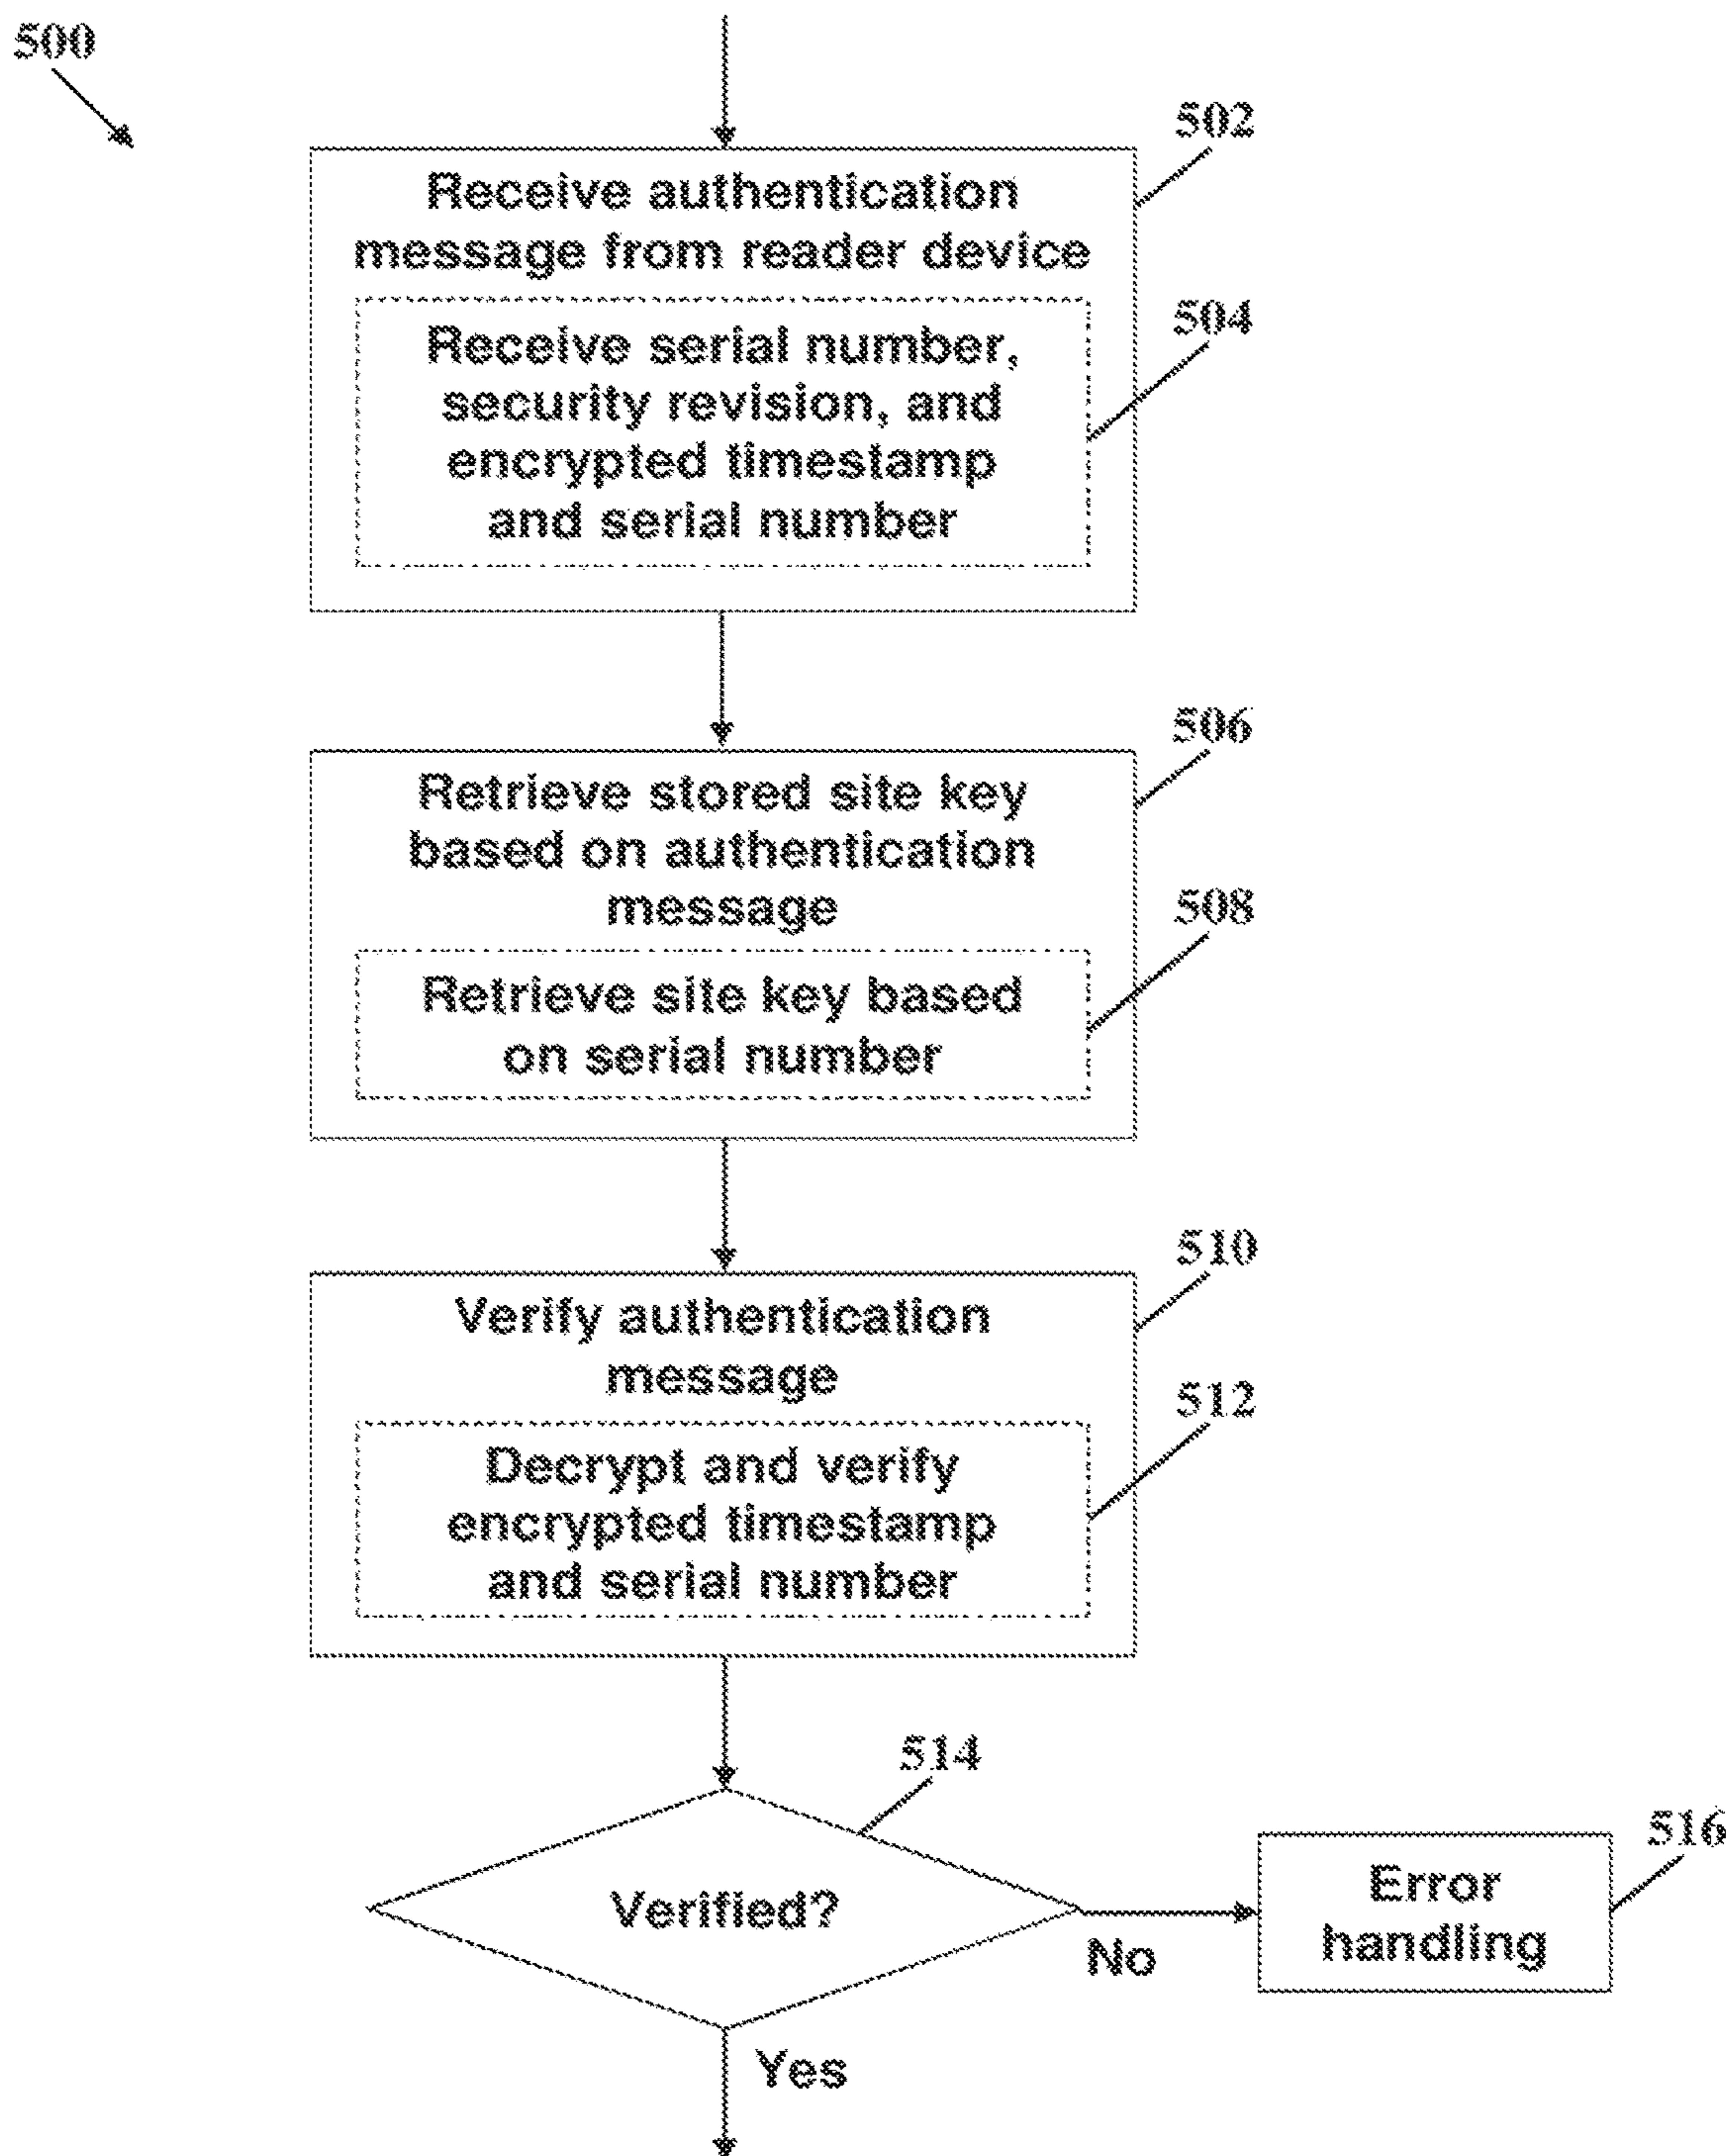 500
502
Receive authentication
message from reader device
504
Receive serial number,
security revision, and
encrypted timestamp
and serial number
506
Retrieve stored site key
based on authentication
message
508
Retrieve site key based
on serial number
510
Verify authentication
message
512
Decrypt and verify
encrypted timestamp
and serial number
514
Verified?
516
Error
handling
No
Yes